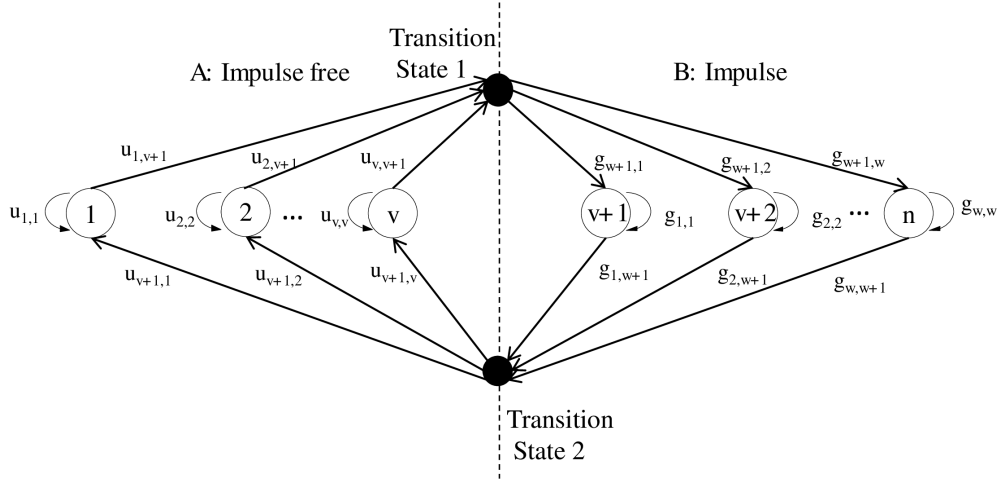 Transition
State 1
A: Impulse free
B: Impulse
u1,v+1
u2,v+1
uv,v+1
gw+1,1
gw+1,2
gw+1,w
u1,1
1
u2,2
2
...
uv,v
v
v+1
g1,1
v+2
g2,2
...
n
gw,w
uv+1,1
uv+1,2
uv+1,v
g1,w+1
g2,w+1
gw,w+1
Transition
State 2